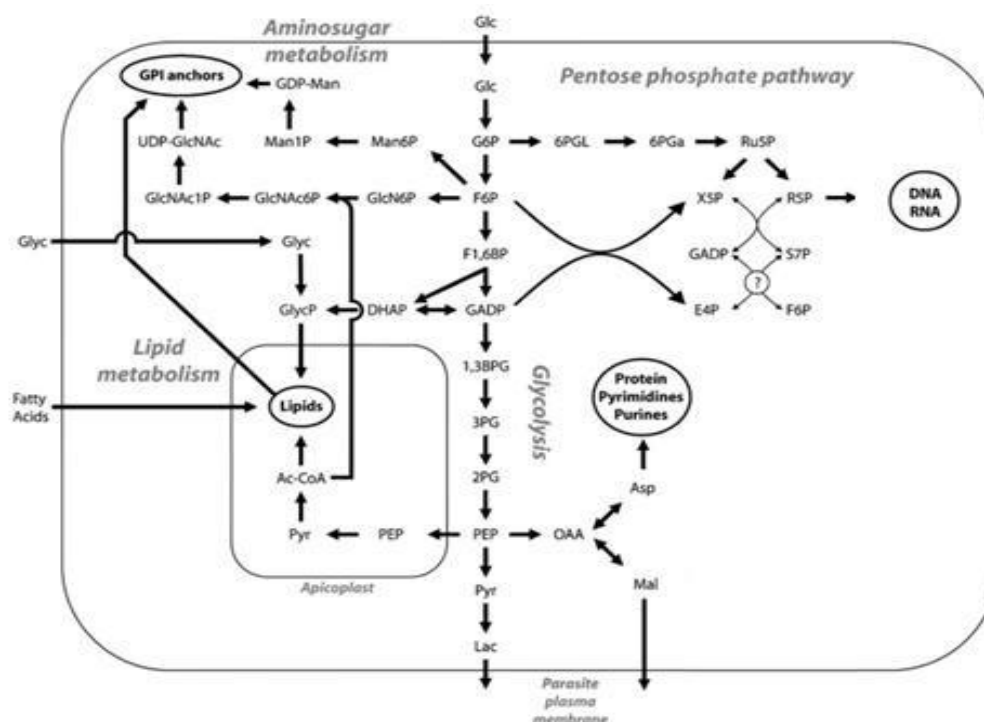 Glc
Aminosugar
metabolism
Pentose phosphate pathway
GPI anchors
GDP-Man
Glc
UDP-GlcNAc
Man1P
Man6P
G6P
6PGL
6PGa
Ru5P
GlcNAc1P
GlcNAc6P
GlcN6P
F6P
X5P
R5P
DNA
RNA
Glyc
Glyc
F1,6BP
GADP
S7P
?
GlycP
DHAP
GADP
E4P
F6P
Lipid
metabolism
1,3BPG
Glycolysis
Protein
Pyrimidines
Purines
Fatty
Acids
Lipids
3PG
Ac-CoA
2PG
Asp
Pyr
PEP
PEP
OAA
Apicoplast
Pyr
Mal
Lac
Parasite
plasma
membrane